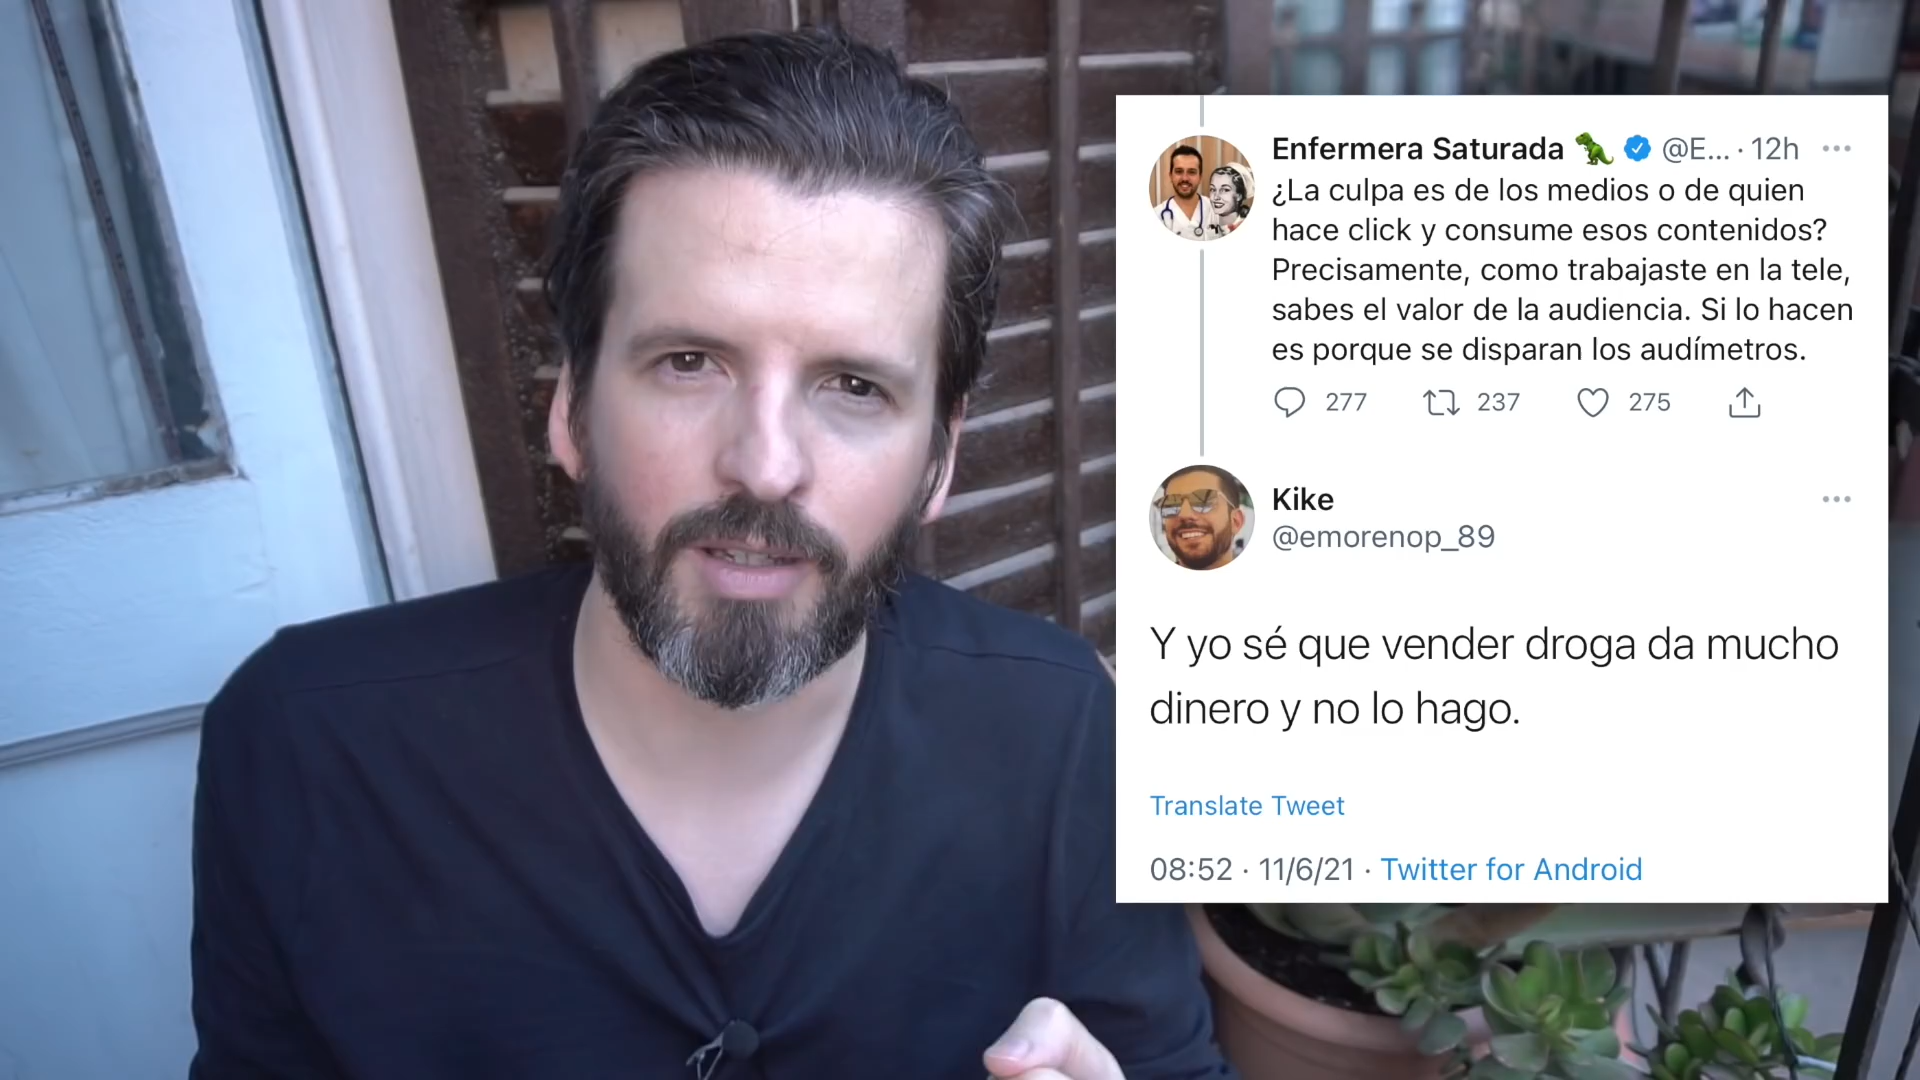 Enfermera Saturada 🦖 @E... · 12h
¿La culpa es de los medios o de quien
hace click y consume esos contenidos?
Precisamente, como trabajaste en la tele,
sabes el valor de la audiencia. Si lo hacen
es porque se disparan los audímetros.
277 237 275
Kike
@emorenop_89
Y yo sé que vender droga da mucho
dinero y no lo hago.
Translate Tweet
08:52 · 11/6/21 · Twitter for Android